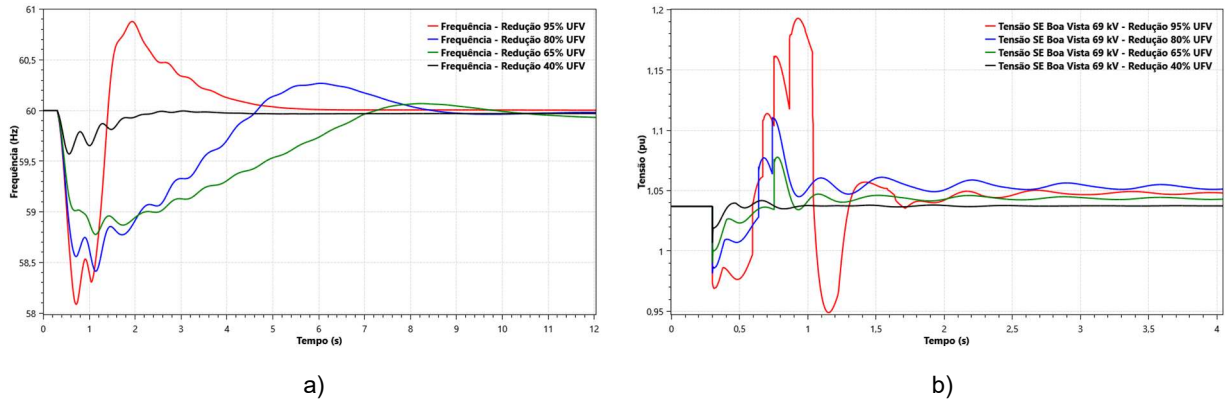 61
60.5
60
59.5
59
58.5
58
Frequência (Hz)
Frequência - Redução 95% UFV
Frequência - Redução 80% UFV
Frequência - Redução 65% UFV
Frequência - Redução 40% UFV
0 1 2 3 4 5 6 7 8 9 10 11 12
Tempo (s)
a)
1,2
1,15
1,1
1,05
1
0,95
Tensão (pu)
Tensão SE Boa Vista 69 kV - Redução 95% UFV
Tensão SE Boa Vista 69 kV - Redução 80% UFV
Tensão SE Boa Vista 69 kV - Redução 65% UFV
Tensão SE Boa Vista 69 kV - Redução 40% UFV
0 0,5 1 1,5 2 2,5 3 3,5 4
Tempo (s)
b)